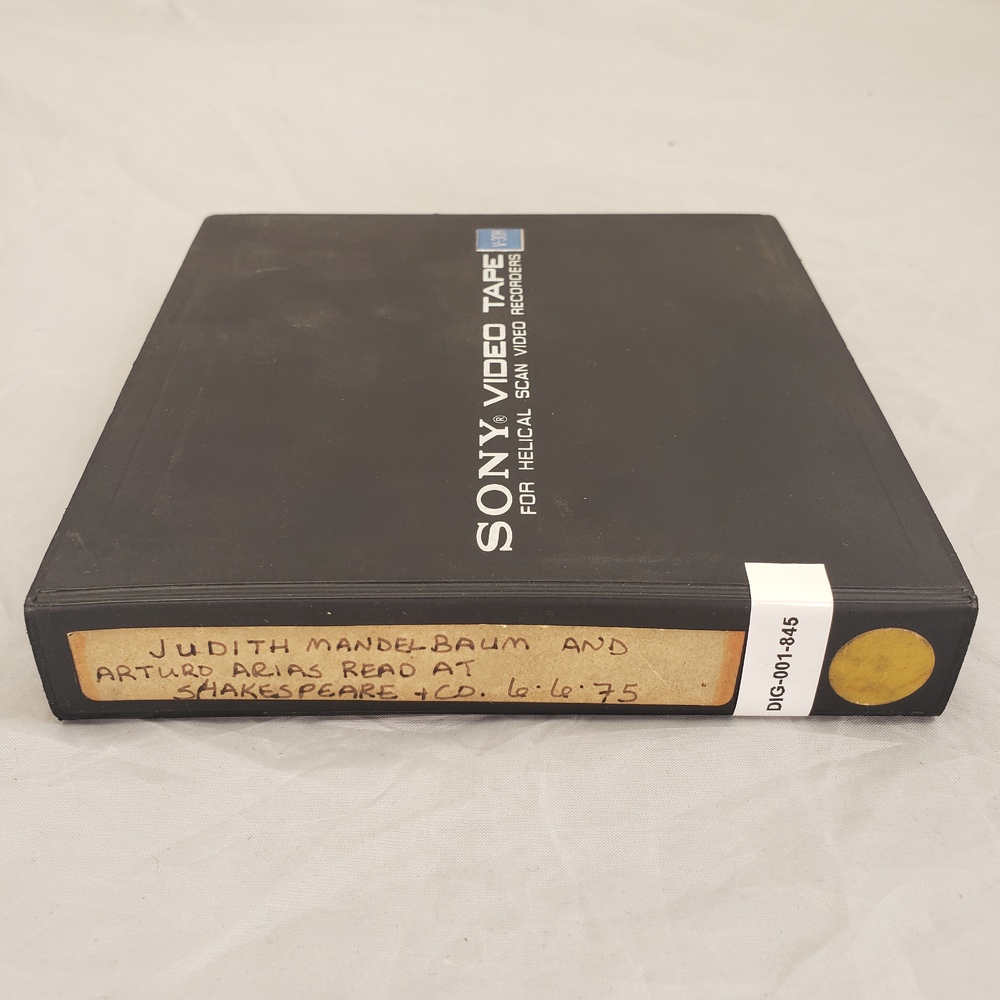 SONY® VIDEO TAPE V-30H
FOR HELICAL SCAN VIDEO RECORDERS
JUDITH MANDELBAUM AND
ARTURO ARIAS READ AT
SHAKESPEARE + CO. 6.6.75
DIG-001-845